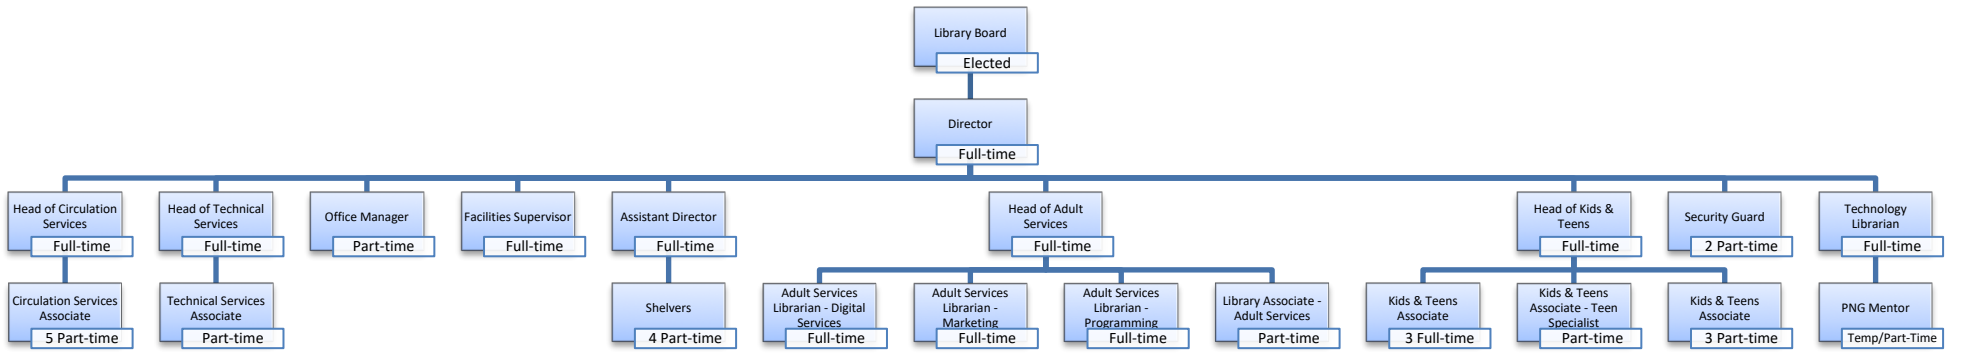 Library Board
Elected
Director
Full-time
Head of Circulation
Services
Full-time
Head of Technical
Services
Full-time
Office Manager
Part-time
Facilities Supervisor
Full-time
Assistant Director
Full-time
Head of Adult
Services
Full-time
Head of Kids &
Teens
Full-time
Security Guard
2 Part-time
Technology
Librarian
Full-time
Circulation Services
Associate
5 Part-time
Technical Services
Associate
Part-time
Shelvers
4 Part-time
Adult Services
Librarian - Digital
Services
Full-time
Adult Services
Librarian -
Marketing
Full-time
Adult Services
Librarian -
Programming
Full-time
Library Associate -
Adult Services
Part-time
Kids & Teens
Associate
3 Full-time
Kids & Teens
Associate - Teen
Specialist
Part-time
Kids & Teens
Associate
3 Part-time
PNG Mentor
Temp/Part-Time